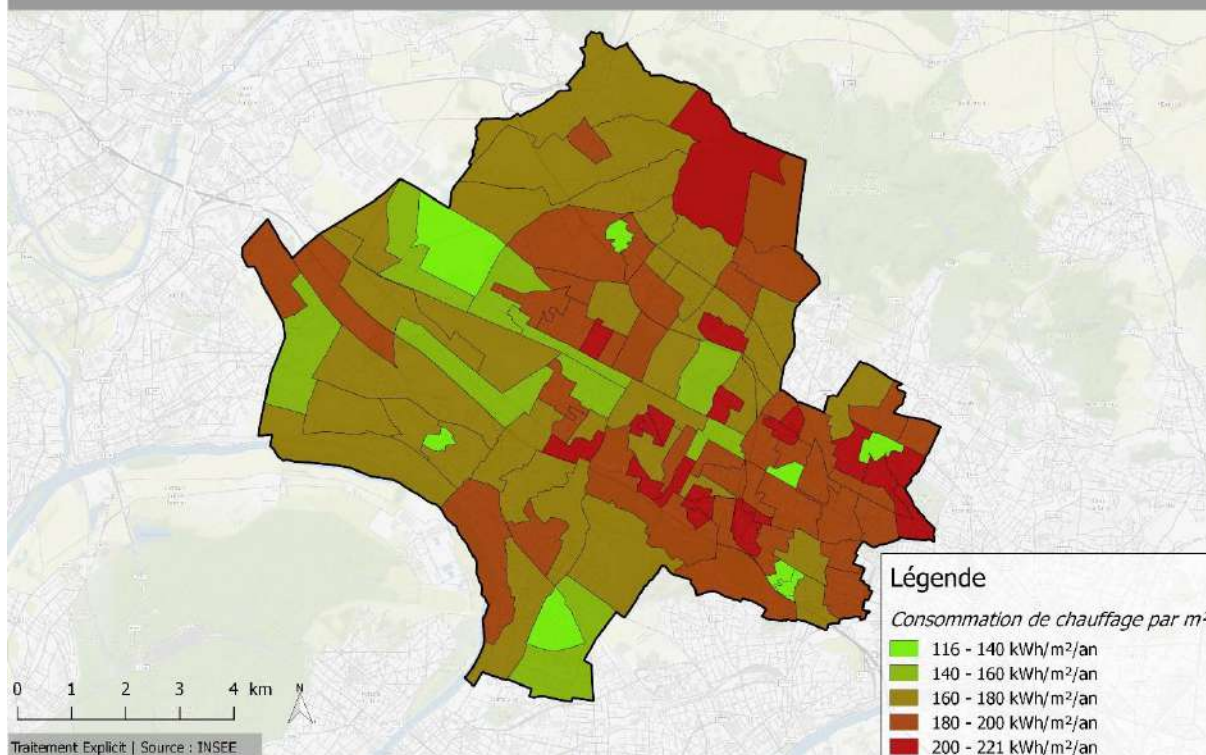 Légende
Consommation de chauffage par m²
116 - 140 kWh/m²/an
140 - 160 kWh/m²/an
160 - 180 kWh/m²/an
180 - 200 kWh/m²/an
200 - 221 kWh/m²/an
0 1 2 3 4 km
N
Traitement Explicit | Source : INSEE